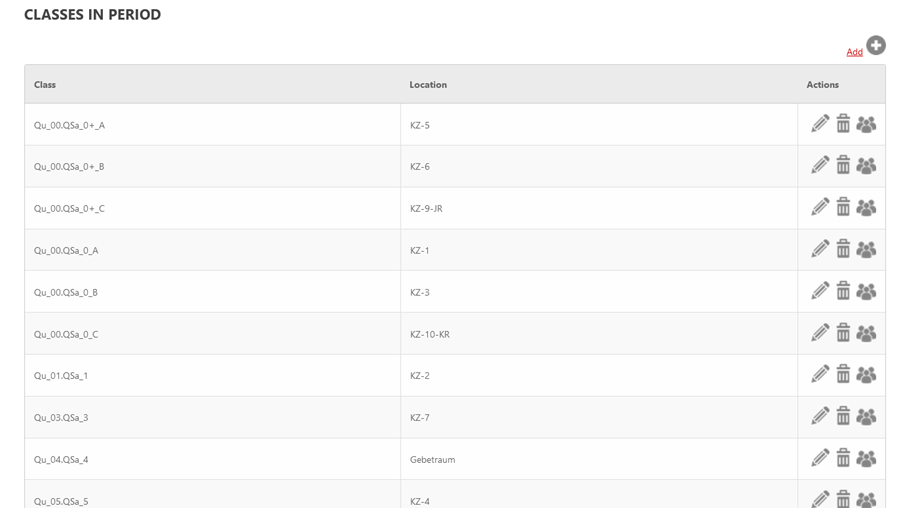 CLASSES IN PERIOD
Add
Class Location Actions
Qu_00.QSa_0+_A KZ-5
Qu_00.QSa_0+_B KZ-6
Qu_00.QSa_0+_C KZ-9-JR
Qu_00.QSa_0_A KZ-1
Qu_00.QSa_0_B KZ-3
Qu_00.QSa_0_C KZ-10-KR
Qu_01.QSa_1 KZ-2
Qu_03.QSa_3 KZ-7
Qu_04.QSa_4 Gebetraum
Qu_05.QSa_5 KZ-4